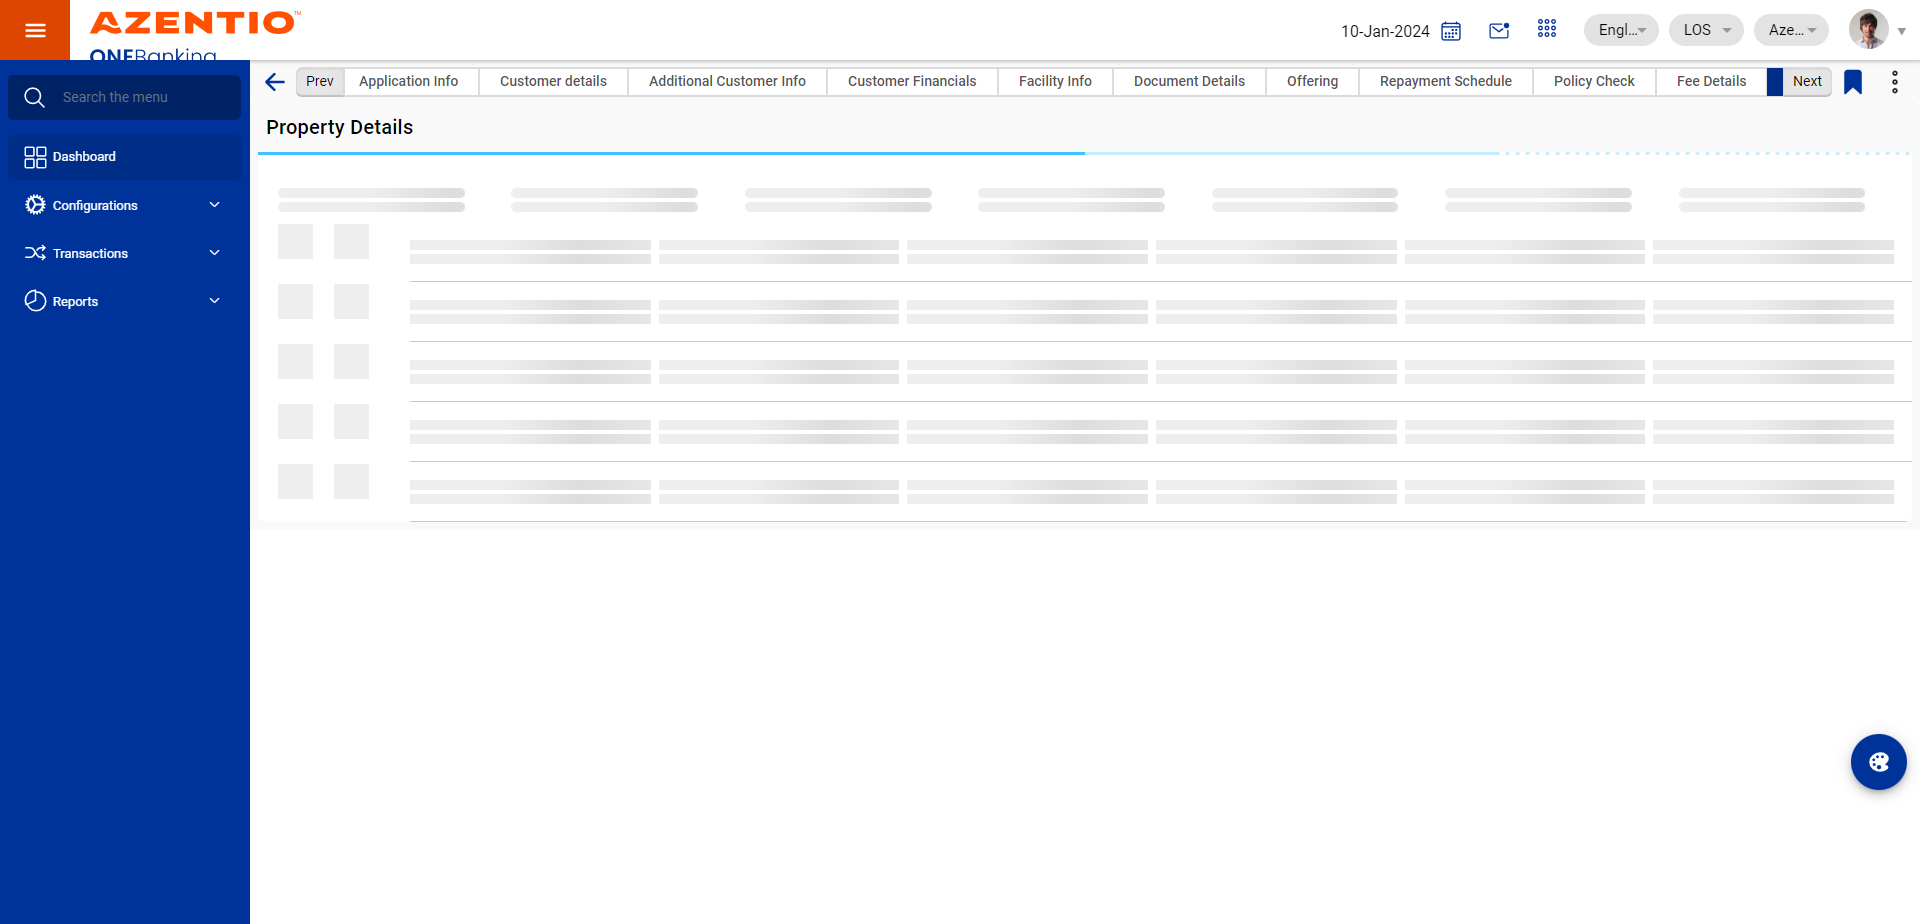 AZENTIO™
ONEBanking
10-Jan-2024
Engl...
LOS
Aze...
Search the menu
Dashboard
Configurations
Transactions
Reports
Prev
Application Info
Customer details
Additional Customer Info
Customer Financials
Facility Info
Document Details
Offering
Repayment Schedule
Policy Check
Fee Details
Next
Property Details